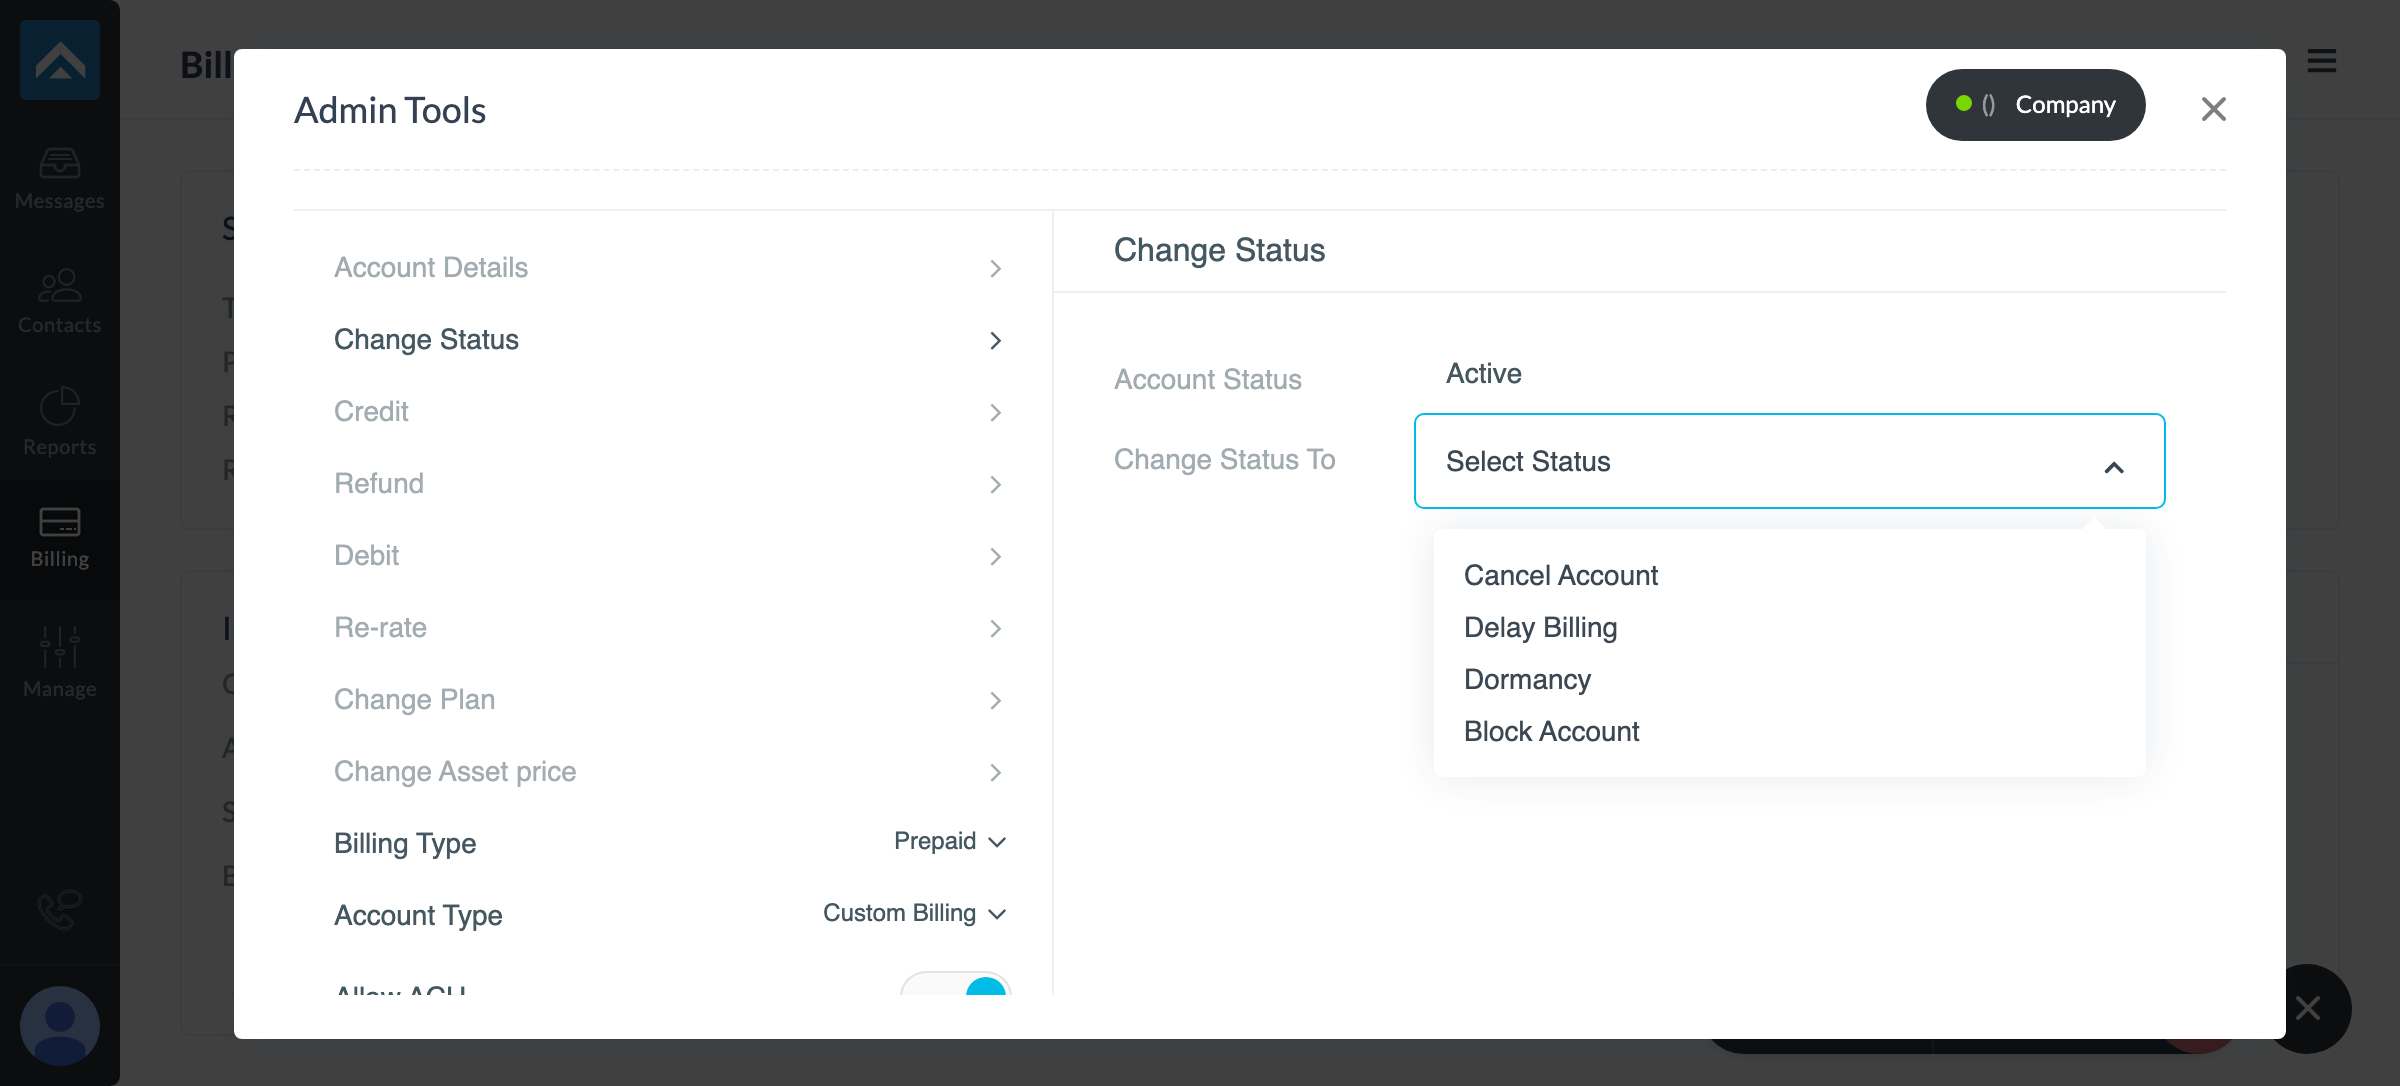 Bill
Admin Tools
() Company
Messages
Contacts
Reports
Billing
Manage
Account Details
Change Status
Credit
Refund
Debit
Re-rate
Change Plan
Change Asset price
Billing Type Prepaid
Account Type Custom Billing
Allow ACH
Change Status
Account Status Active
Change Status To Select Status
Cancel Account
Delay Billing
Dormancy
Block Account